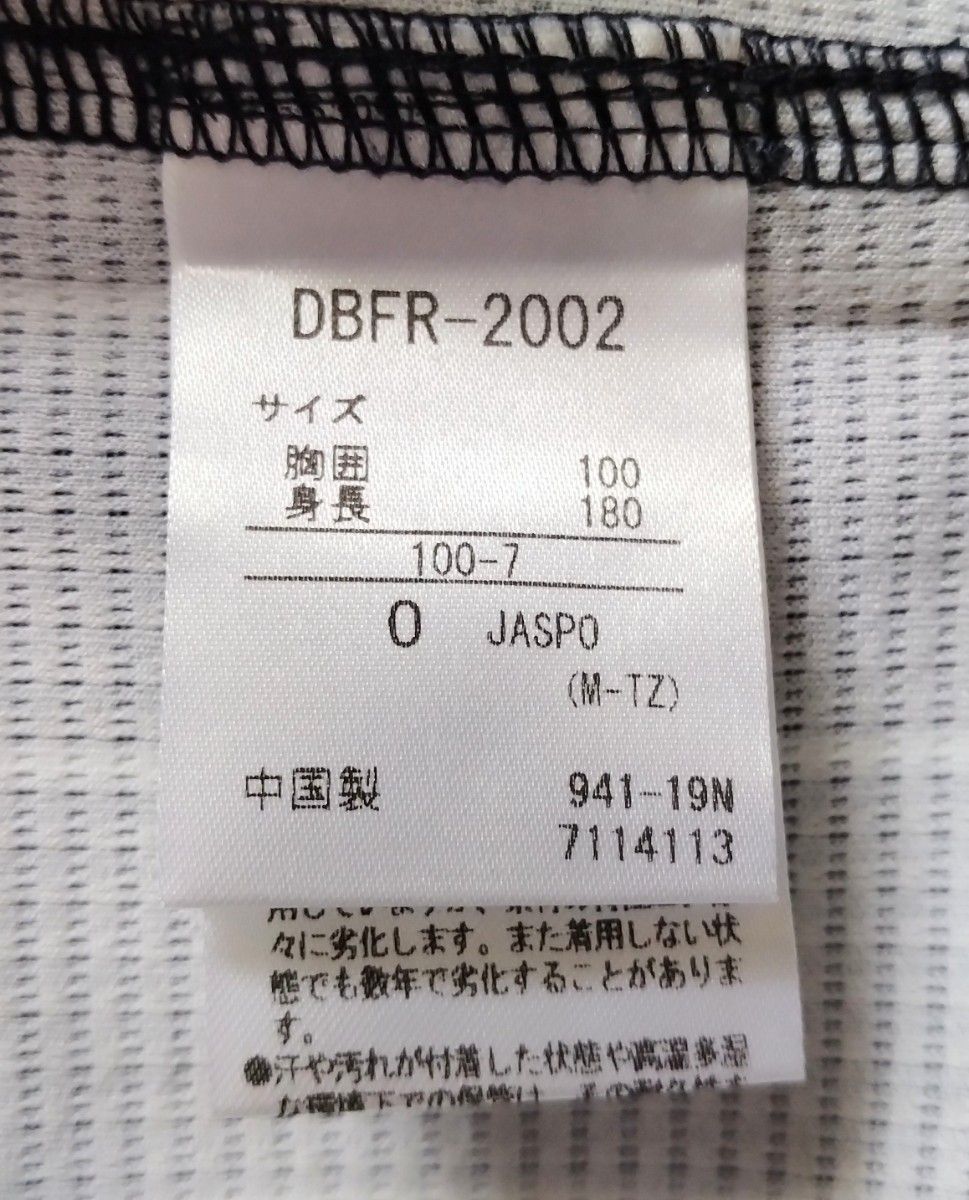 DBFR-2002
サイズ
胸囲 100
身長 180
100-7
O JASPO
(M-TZ)
中国製 941-19N
7114113
々に劣化します。また着用しない状
態でも数年で劣化することがありま
す。
●汗や汚れが付着した状態や高温多湿